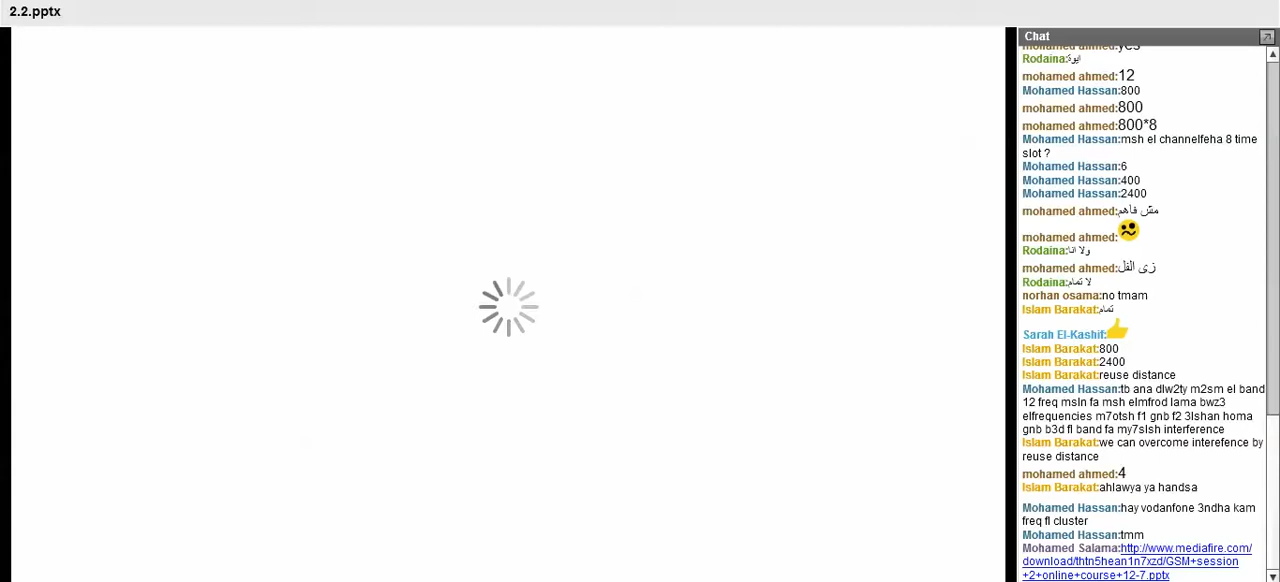 2.2.pptx
Chat
mohamed ahmed:yes
Rodaina:ايوة
mohamed ahmed:12
Mohamed Hassan:800
mohamed ahmed:800
mohamed ahmed:800*8
Mohamed Hassan:msh el channelfeha 8 time
slot ?
Mohamed Hassan:6
Mohamed Hassan:400
Mohamed Hassan:2400
mohamed ahmed:مش فاهم
mohamed ahmed:
Rodaina:ولا انا
mohamed ahmed:زى الفل
Rodaina:لا تمام
norhan osama:no tmam
Islam Barakat:تمام
Sarah El-Kashif:
Islam Barakat:800
Islam Barakat:2400
Islam Barakat:reuse distance
Mohamed Hassan:tb ana dlw2ty m2sm el band
12 freq msln fa msh elmfrod lama bwz3
elfrequencies m7otsh f1 gnb f2 3lshan homa
gnb b3d fl band fa my7slsh interference
Islam Barakat:we can overcome interefence by
reuse distance
mohamed ahmed:4
Islam Barakat:ahlawya ya handsa
Mohamed Hassan:hay vodanfone 3ndha kam
freq fl cluster
Mohamed Hassan:tmm
Mohamed Salama:http://www.mediafire.com/
download/thtn5hean1n7xzd/GSM+session
+2+online+course+12-7.pptx